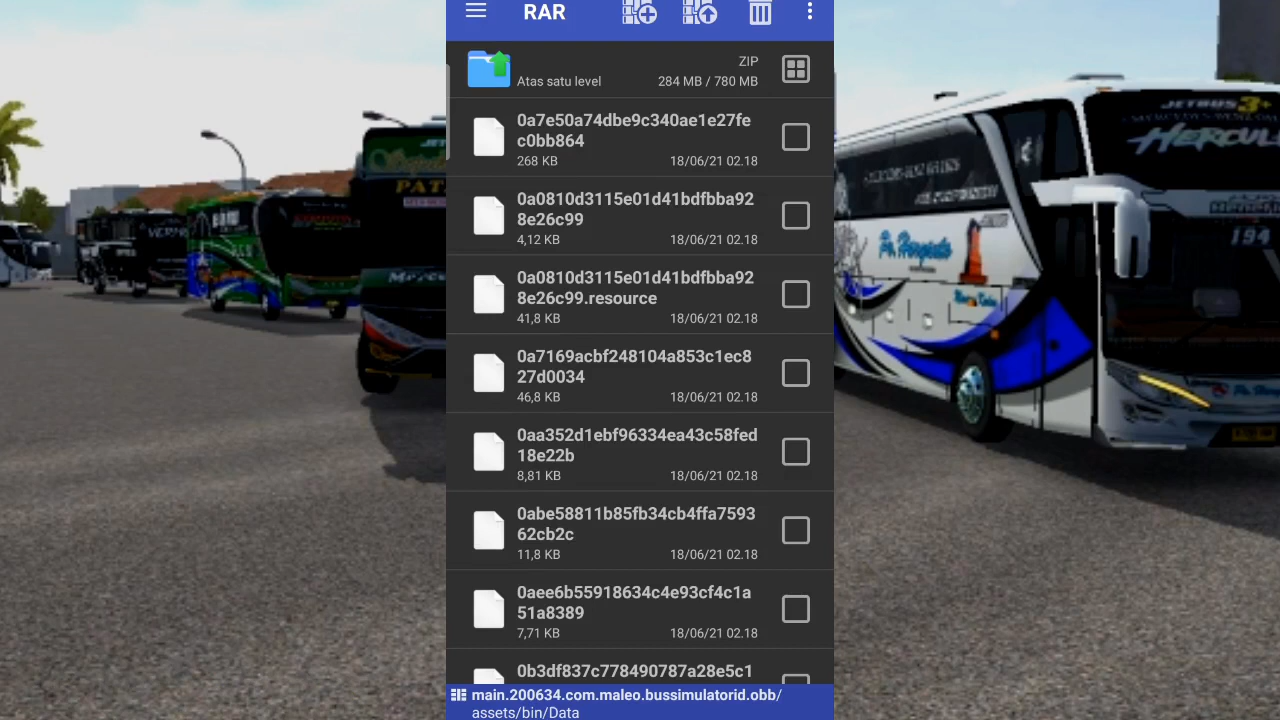 RAR
ZIP
Atas satu level
284 MB / 780 MB
0a7e50a74dbe9c340ae1e27fe
c0bb864
268 KB
18/06/21 02.18
0a0810d3115e01d41bdfbba92
8e26c99
4,12 KB
18/06/21 02.18
0a0810d3115e01d41bdfbba92
8e26c99.resource
41,8 KB
18/06/21 02.18
0a7169acbf248104a853c1ec8
27d0034
46,8 KB
18/06/21 02.18
0aa352d1ebf96334ea43c58fed
18e22b
8,81 KB
18/06/21 02.18
0abe58811b85fb34cb4ffa7593
62cb2c
11,8 KB
18/06/21 02.18
0aee6b55918634c4e93cf4c1a
51a8389
7,71 KB
18/06/21 02.18
0b3df837c778490787a28e5c1
main.200634.com.maleo.bussimulatorid.obb/
assets/bin/Data
JETBUS 3+
HERCUL
194